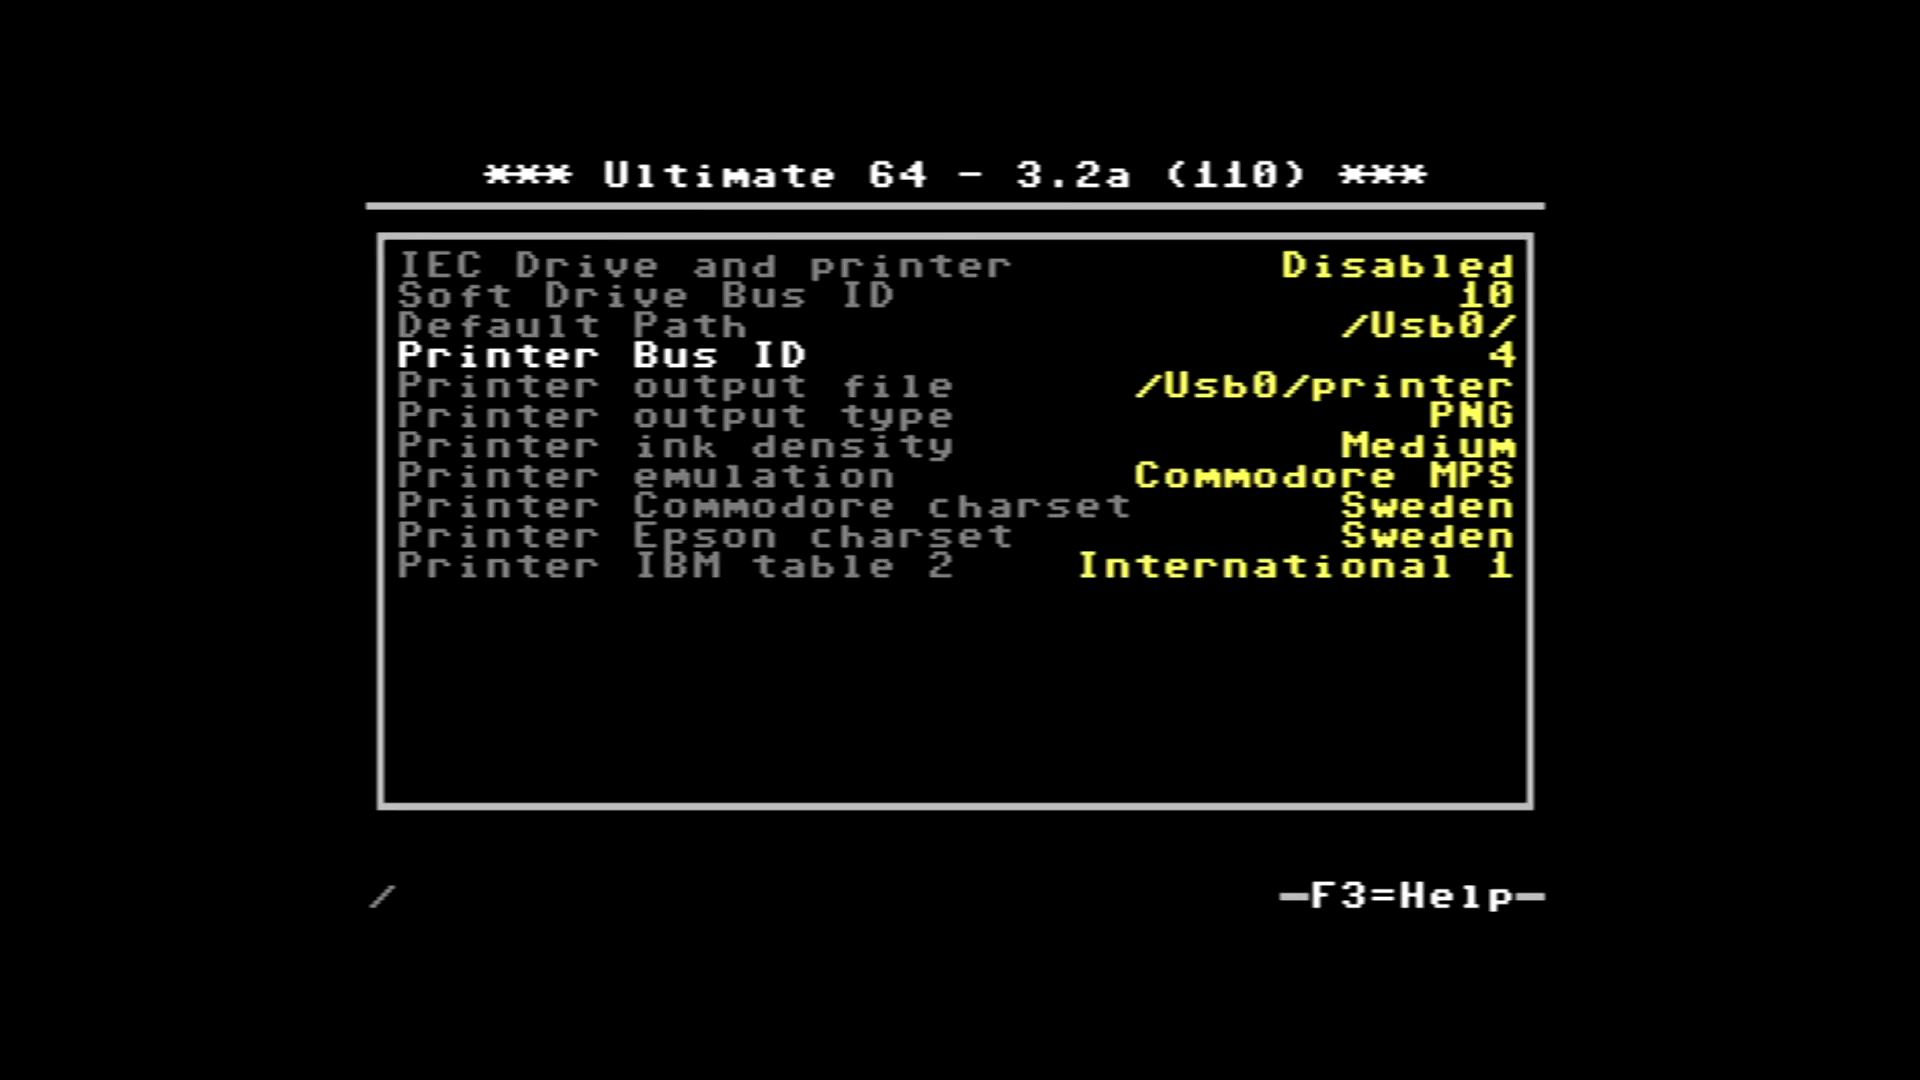 *** Ultimate 64 - 3.2a (110) ***
IEC Drive and printer Disabled
Soft Drive Bus ID 10
Default Path /Usb0/
Printer Bus ID 4
Printer output file /Usb0/printer
Printer output type PNG
Printer ink density Medium
Printer emulation Commodore MPS
Printer Commodore charset Sweden
Printer Epson charset Sweden
Printer IBM table 2 International 1
/
-F3=Help-